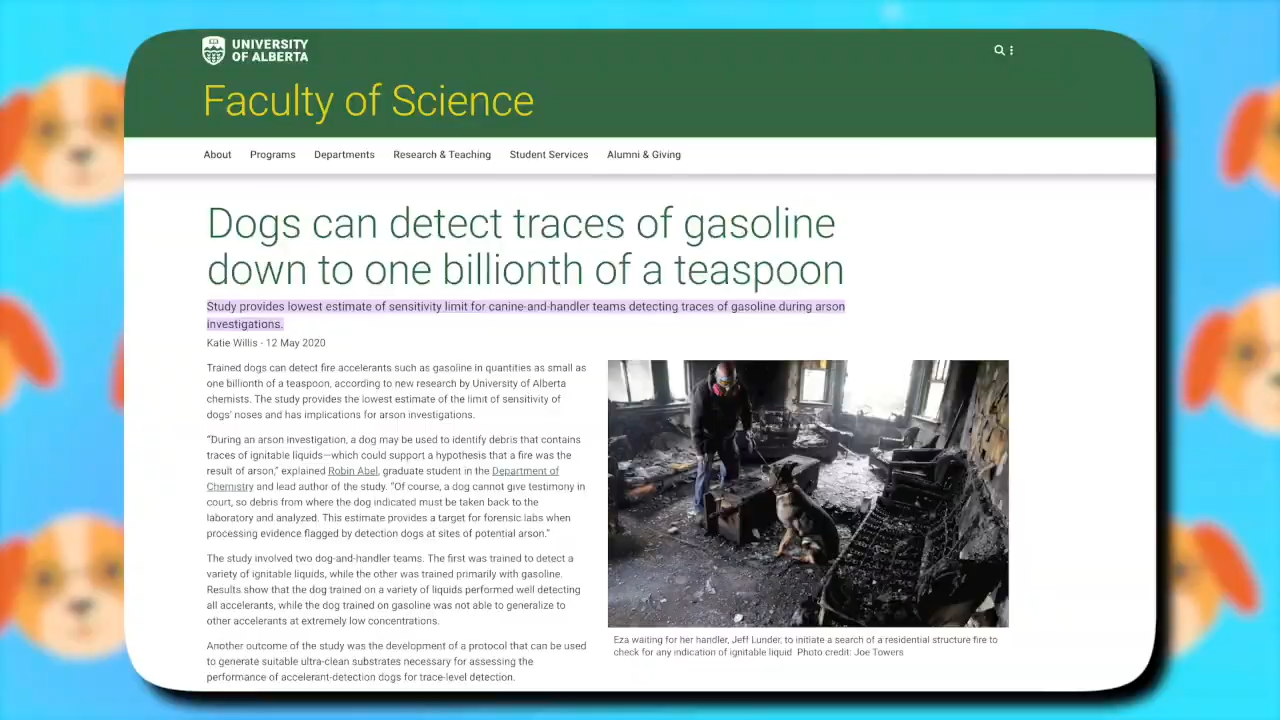 UNIVERSITY
OF ALBERTA
Faculty of Science
About Programs Departments Research & Teaching Student Services Alumni & Giving
Dogs can detect traces of gasoline
down to one billionth of a teaspoon
Study provides lowest estimate of sensitivity limit for canine-and-handler teams detecting traces of gasoline during arson
investigations.
Katie Willis - 12 May 2020
Trained dogs can detect fire accelerants such as gasoline in quantities as small as
one billionth of a teaspoon, according to new research by University of Alberta
chemists. The study provides the lowest estimate of the limit of sensitivity of
dogs’ noses and has implications for arson investigations.
“During an arson investigation, a dog may be used to identify debris that contains
traces of ignitable liquids—which could support a hypothesis that a fire was the
result of arson,” explained Robin Abel, graduate student in the Department of
Chemistry and lead author of the study. “Of course, a dog cannot give testimony in
court, so debris from where the dog indicated must be taken back to the
laboratory and analyzed. This estimate provides a target for forensic labs when
processing evidence flagged by detection dogs at sites of potential arson.”
The study involved two dog-and-handler teams. The first was trained to detect a
variety of ignitable liquids, while the other was trained primarily with gasoline.
Results show that the dog trained on a variety of liquids performed well detecting
all accelerants, while the dog trained on gasoline was not able to generalize to
other accelerants at extremely low concentrations.
Another outcome of the study was the development of a protocol that can be used
to generate suitable ultra-clean substrates necessary for assessing the
performance of accelerant-detection dogs for trace-level detection.
Eza waiting for her handler, Jeff Lunder, to initiate a search of a residential structure fire to
check for any indication of ignitable liquid Photo credit: Joe Towers